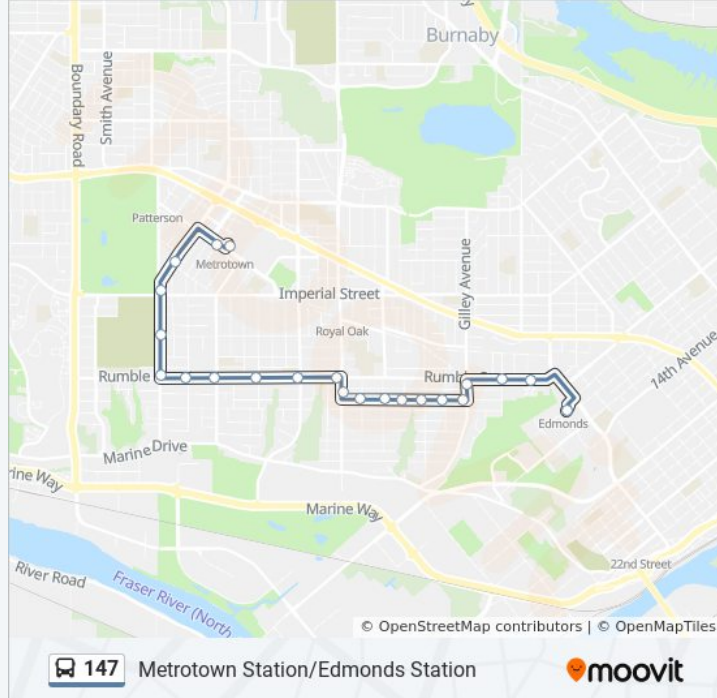 Burnaby
Boundary Road
Smith Avenue
Patterson
Metrotown
Gilley Avenue
Imperial Street
Royal Oak
14th Avenue
Rumble
Rumble
Edmonds
Marine Drive
Marine Way
22nd Street
River Road
Fraser River (North
© OpenStreetMap contributors | © OpenMapTiles
147 Metrotown Station/Edmonds Station
moovit